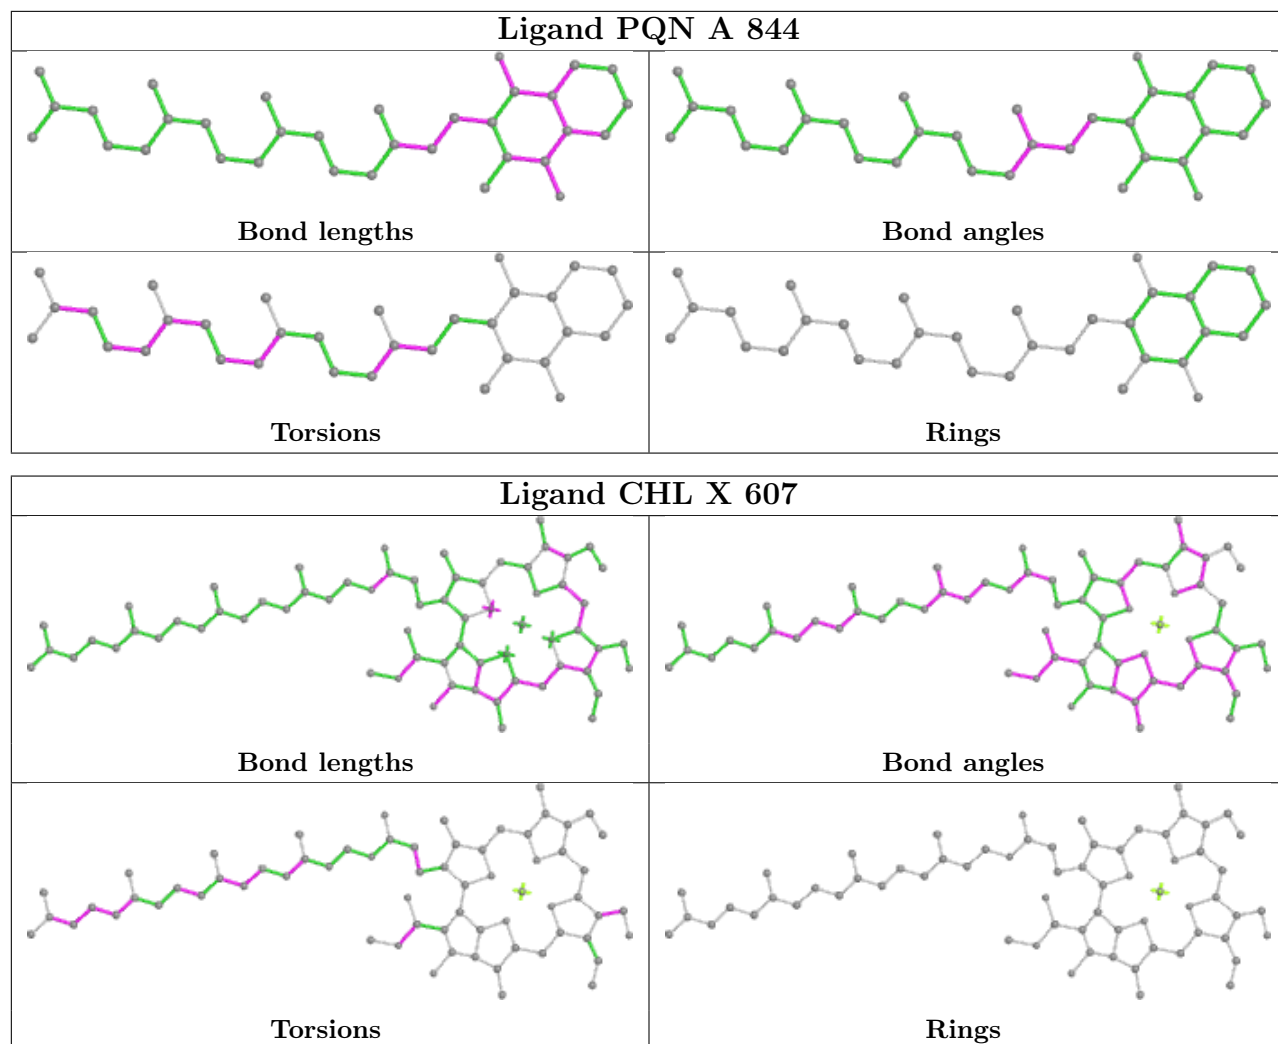 Ligand PQN A 844
Bond lengths
Bond angles
Torsions
Rings
Ligand CHL X 607
Bond lengths
Bond angles
Torsions
Rings